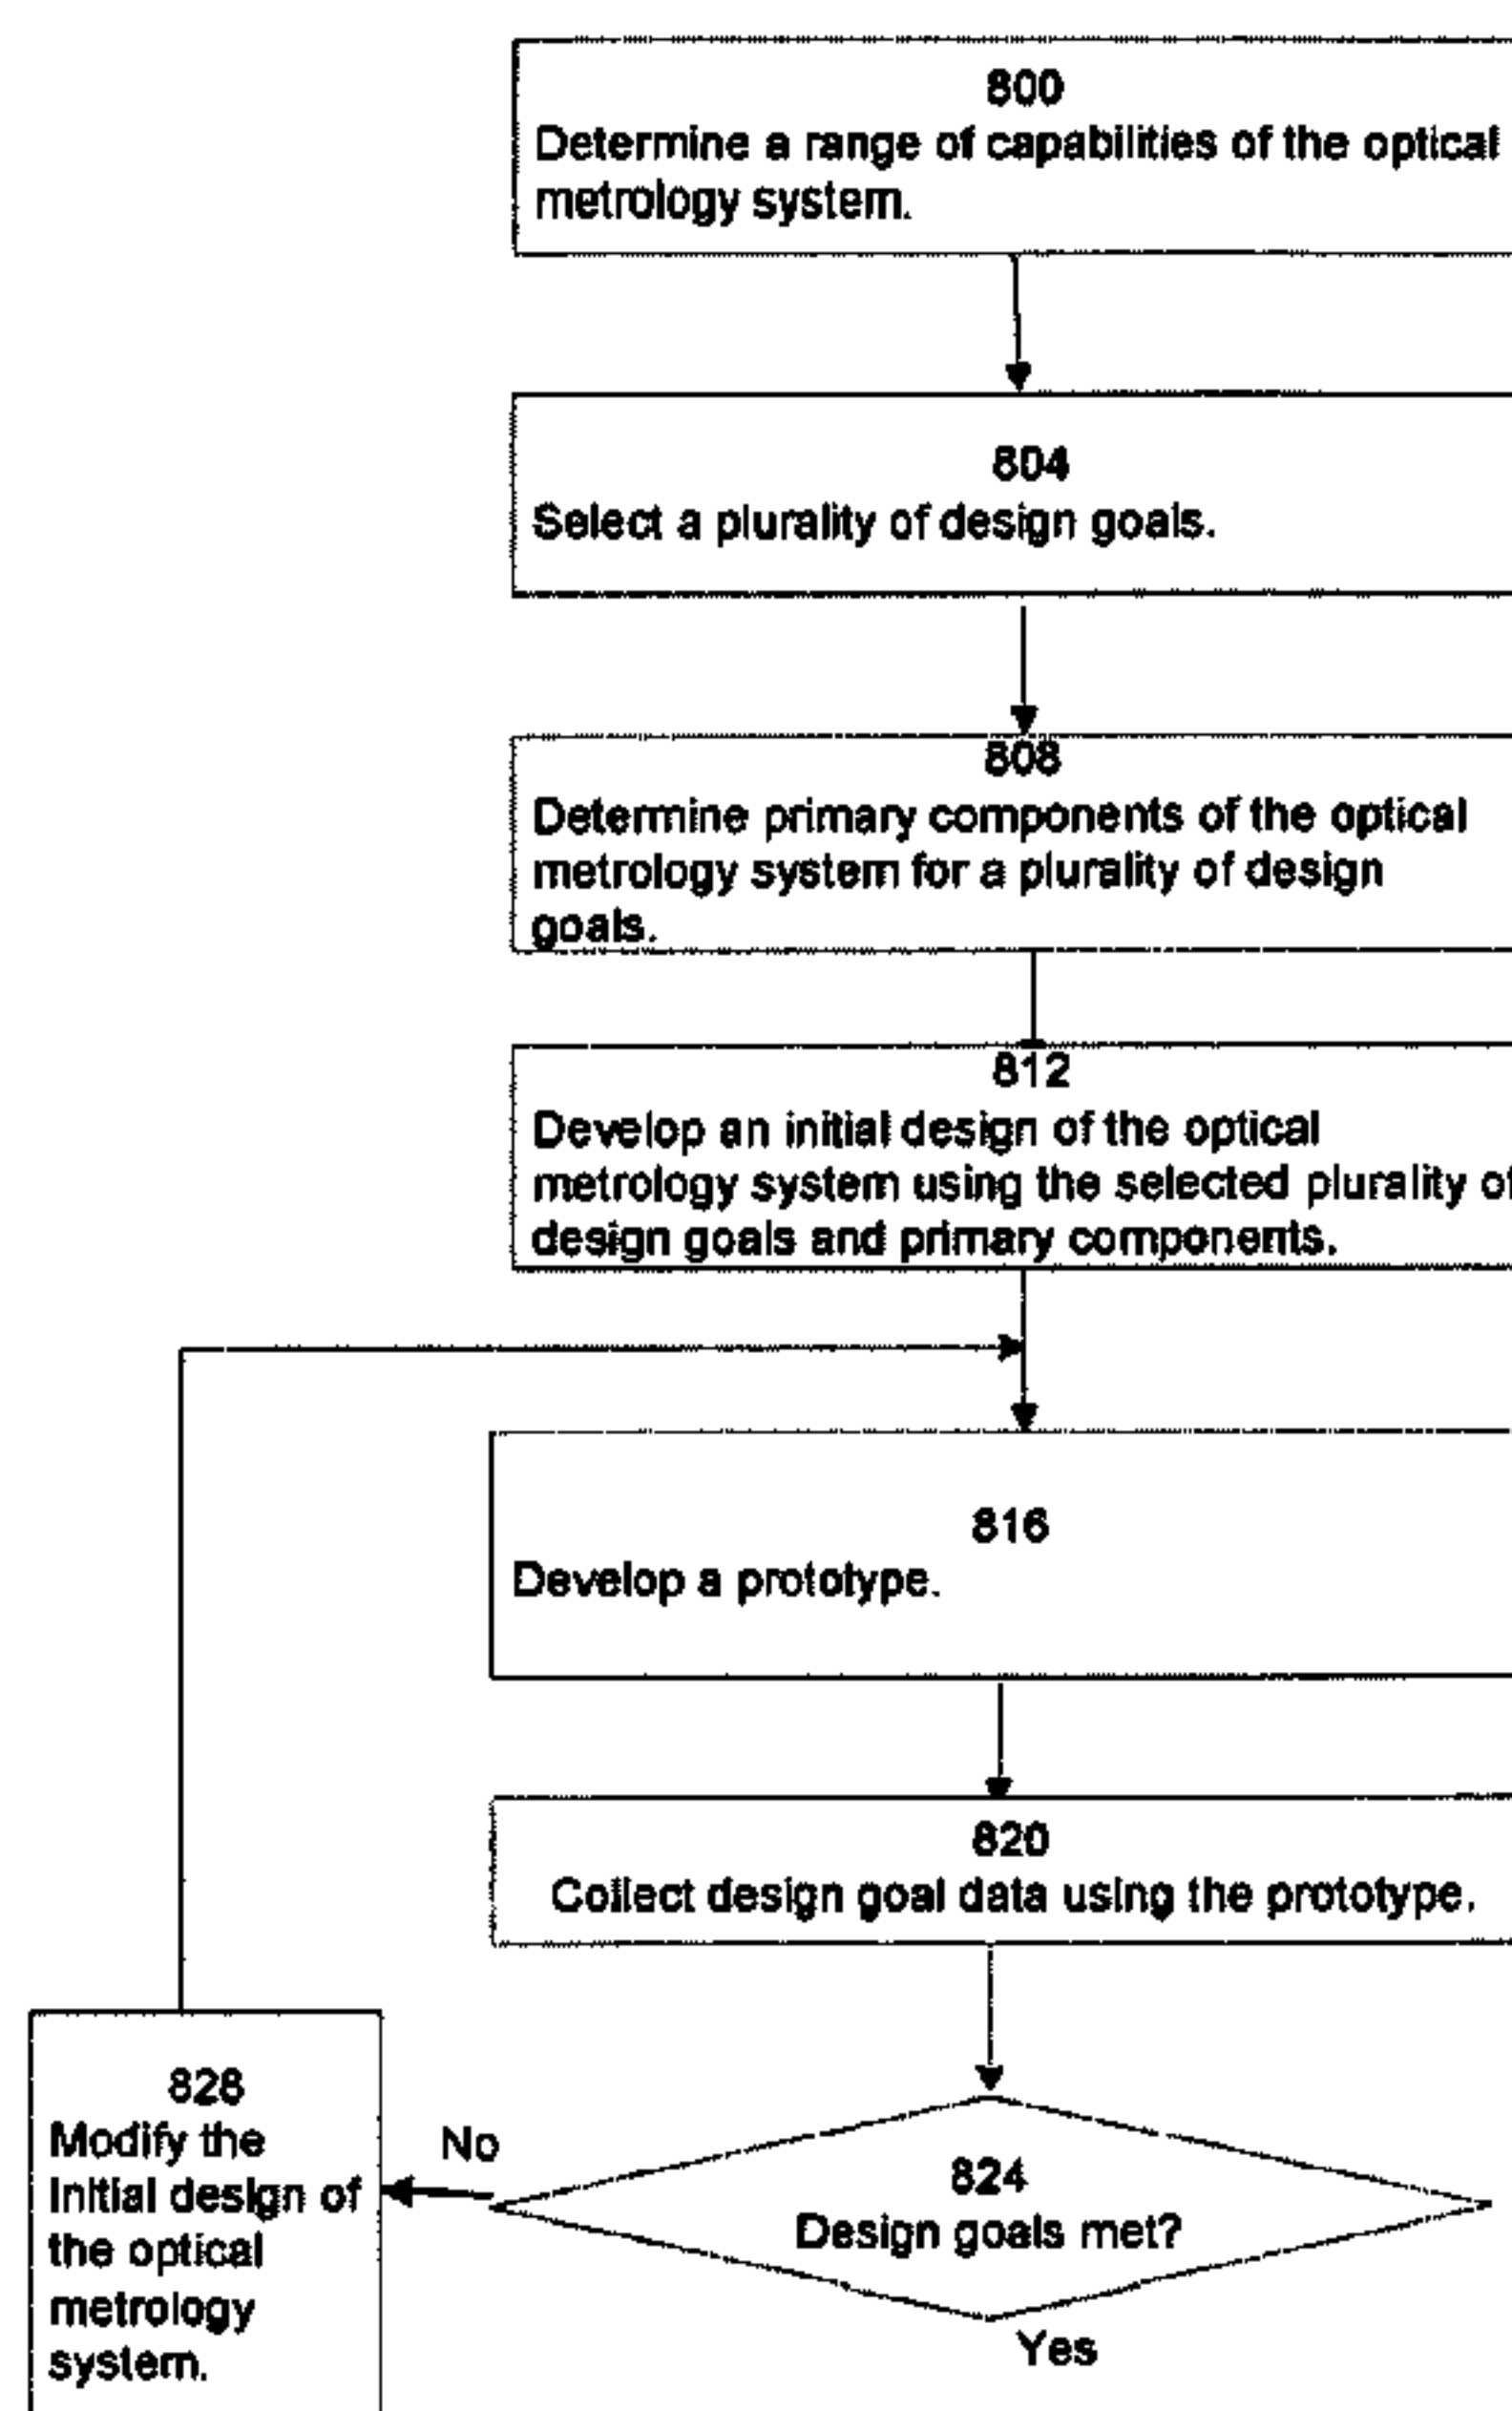 800
Determine a range of capabilities of the optical
metrology system.
804
Select a plurality of design goals.
808
Determine primary components of the optical
metrology system for a plurality of design
goals.
812
Develop an initial design of the optical
metrology system using the selected plurality of
design goals and primary components.
816
Develop a prototype.
820
Collect design goal data using the prototype.
824
Design goals met?
No
828
Modify the
initial design of
the optical
metrology
system.
Yes